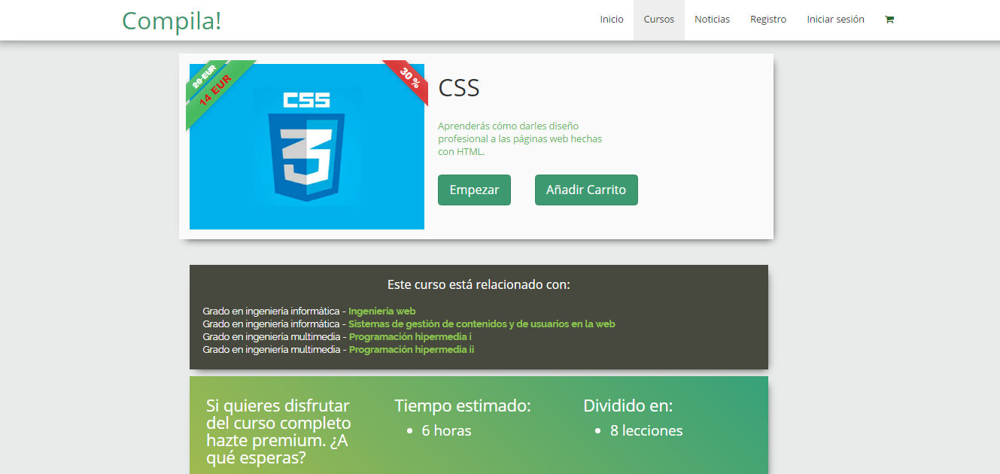 Compila!
Inicio
Cursos
Noticias
Registro
Iniciar sesión
20 EUR
14 EUR
30 %
CSS
CSS
Aprenderás cómo darles diseño
profesional a las páginas web hechas
con HTML.
Empezar
Añadir Carrito
Este curso está relacionado con:
Grado en ingeniería informática - Ingeniería web
Grado en ingeniería informática - Sistemas de gestión de contenidos y de usuarios en la web
Grado en ingeniería multimedia - Programación hipermedia i
Grado en ingeniería multimedia - Programación hipermedia ii
Si quieres disfrutar
del curso completo
hazte premium. ¿A
qué esperas?
Tiempo estimado:
• 6 horas
Dividido en:
• 8 lecciones